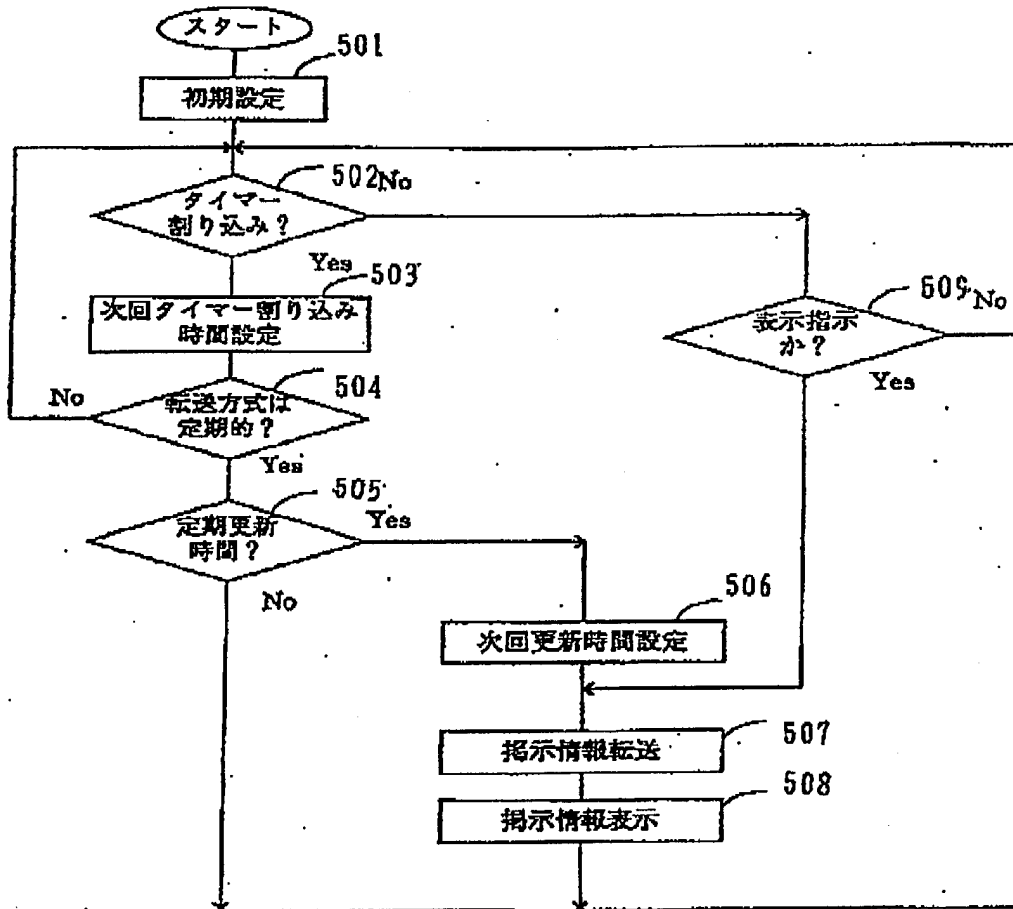 スタート
501
初期設定
502
No
タイマー
割り込み?
Yes
503
次回タイマー割り込み
時間設定
509
No
表示指示
か?
Yes
504
No
転送方式は
定期的?
Yes
505
Yes
定期更新
時間?
No
506
次回更新時間設定
507
掲示情報転送
508
掲示情報表示